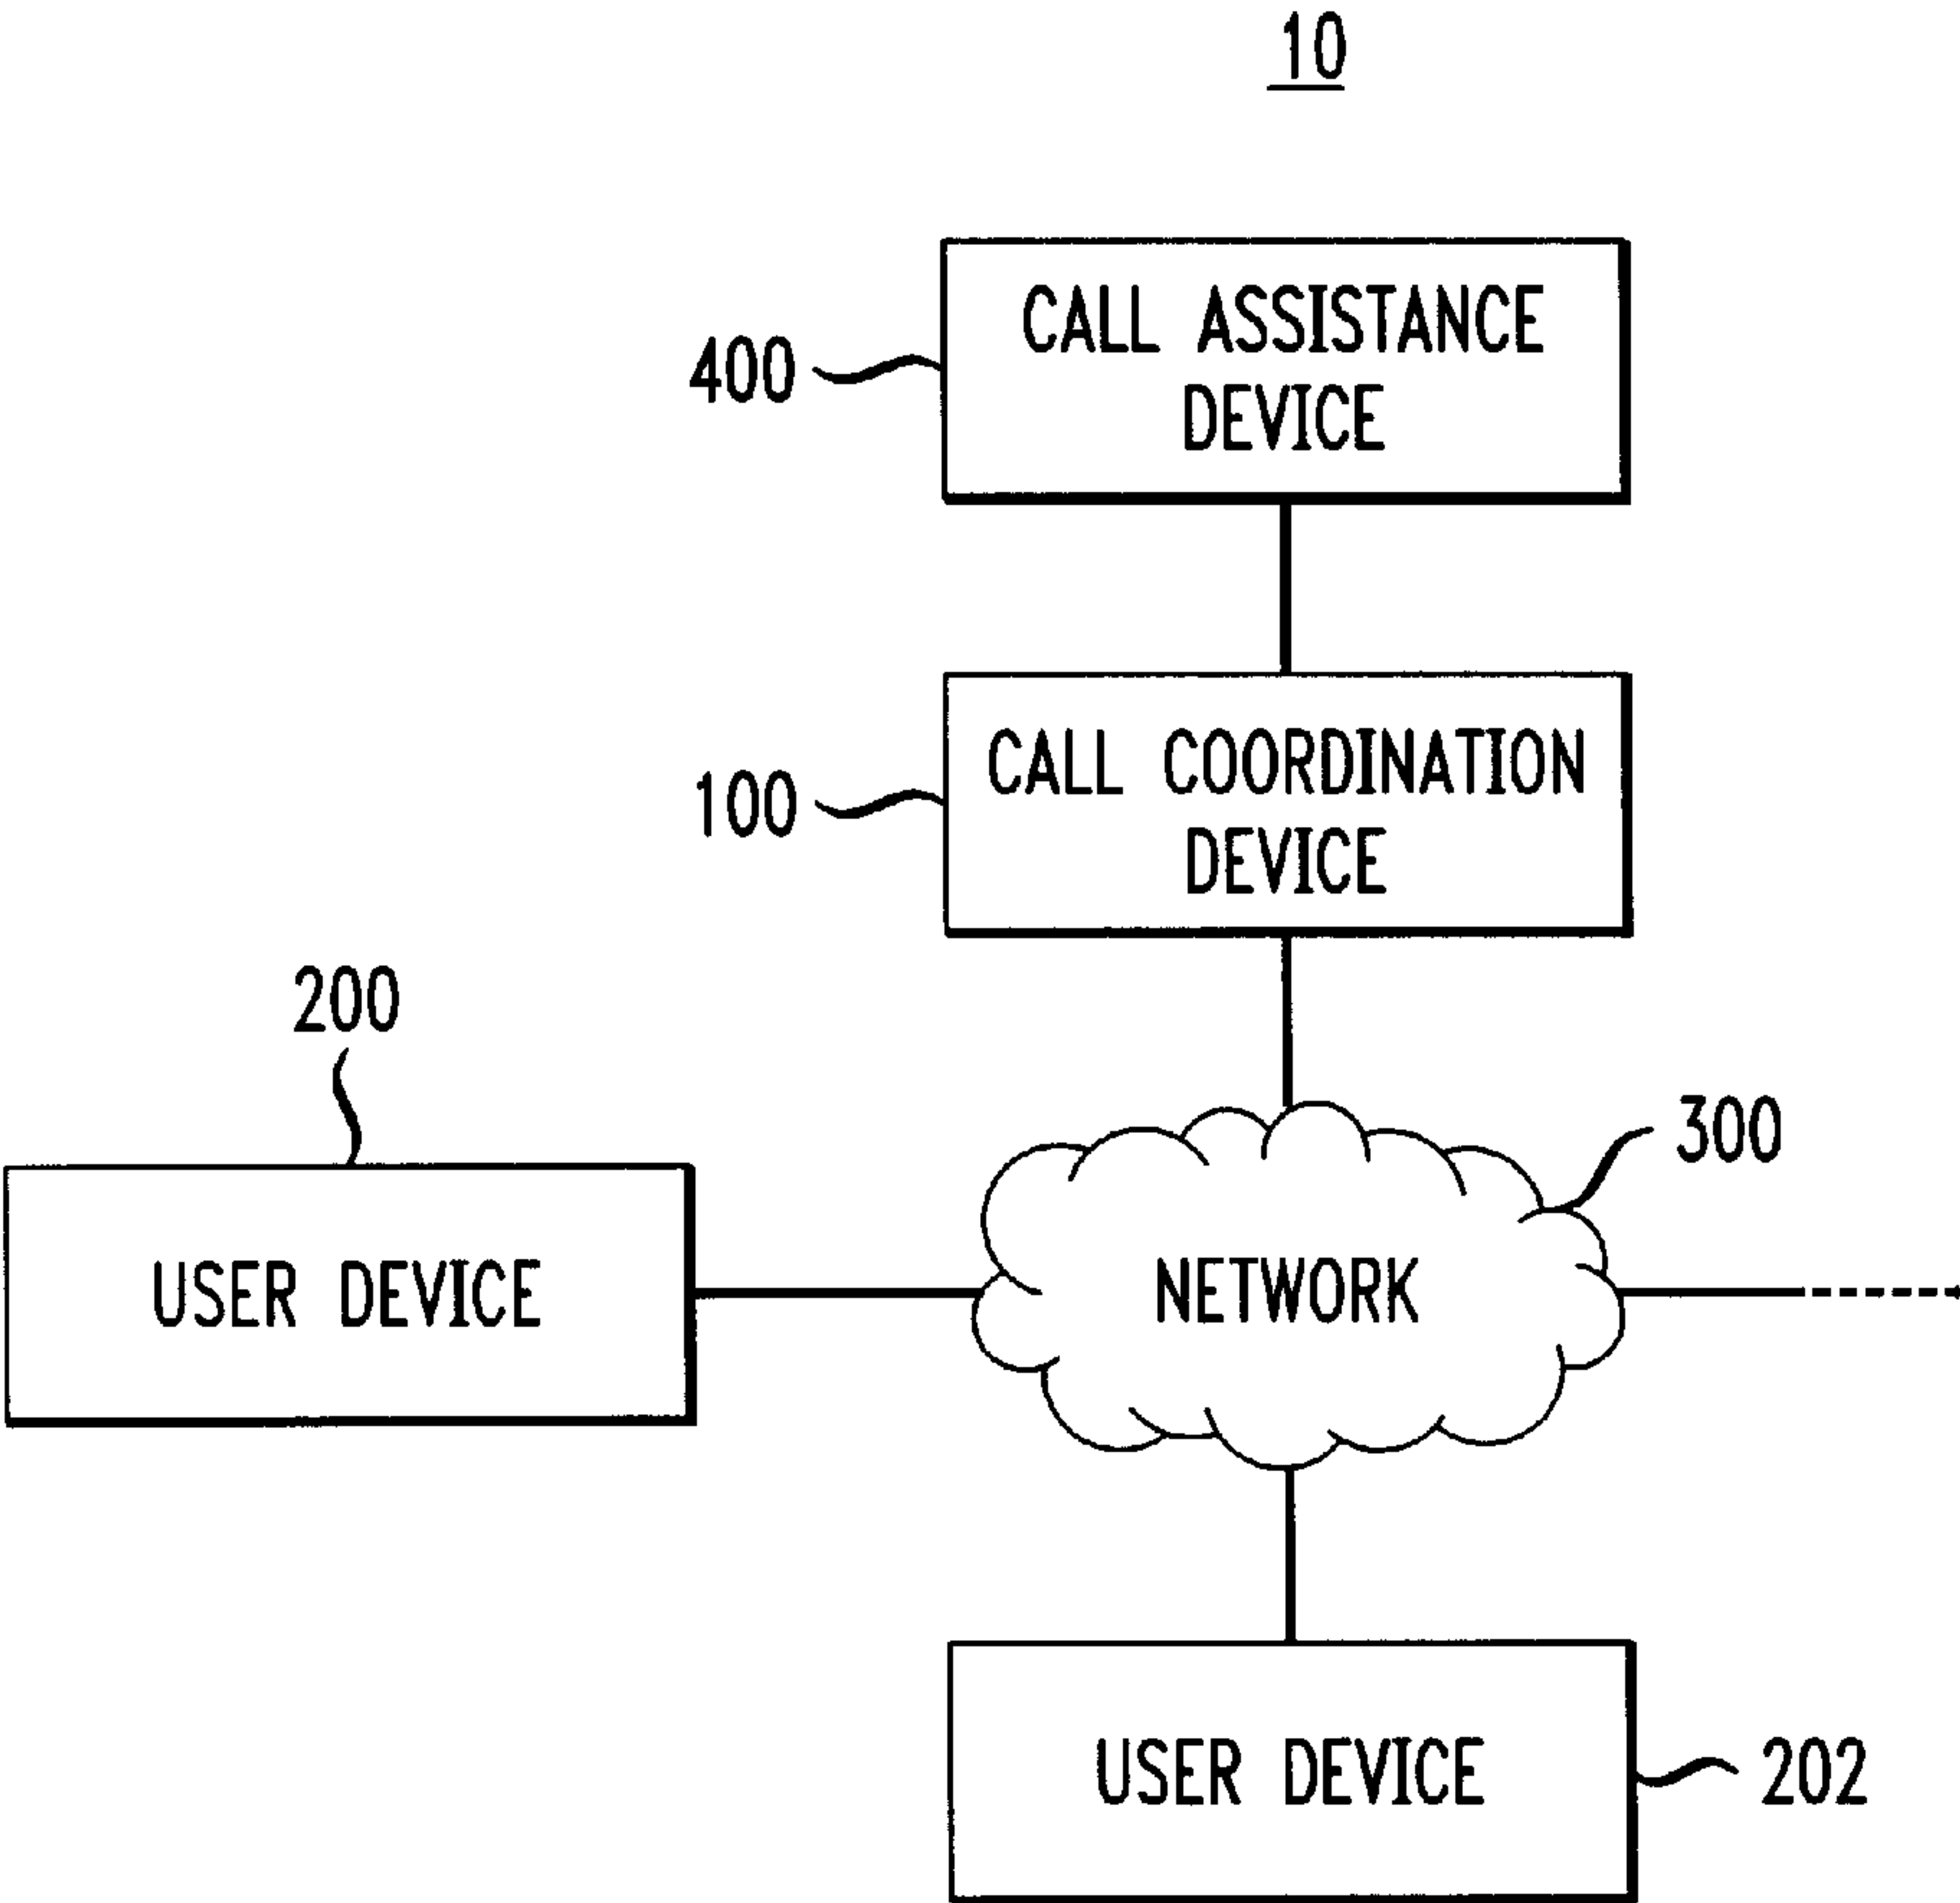 10
CALL ASSISTANCE
DEVICE
400
CALL COORDINATION
DEVICE
100
200
300
USER DEVICE
NETWORK
USER DEVICE
202